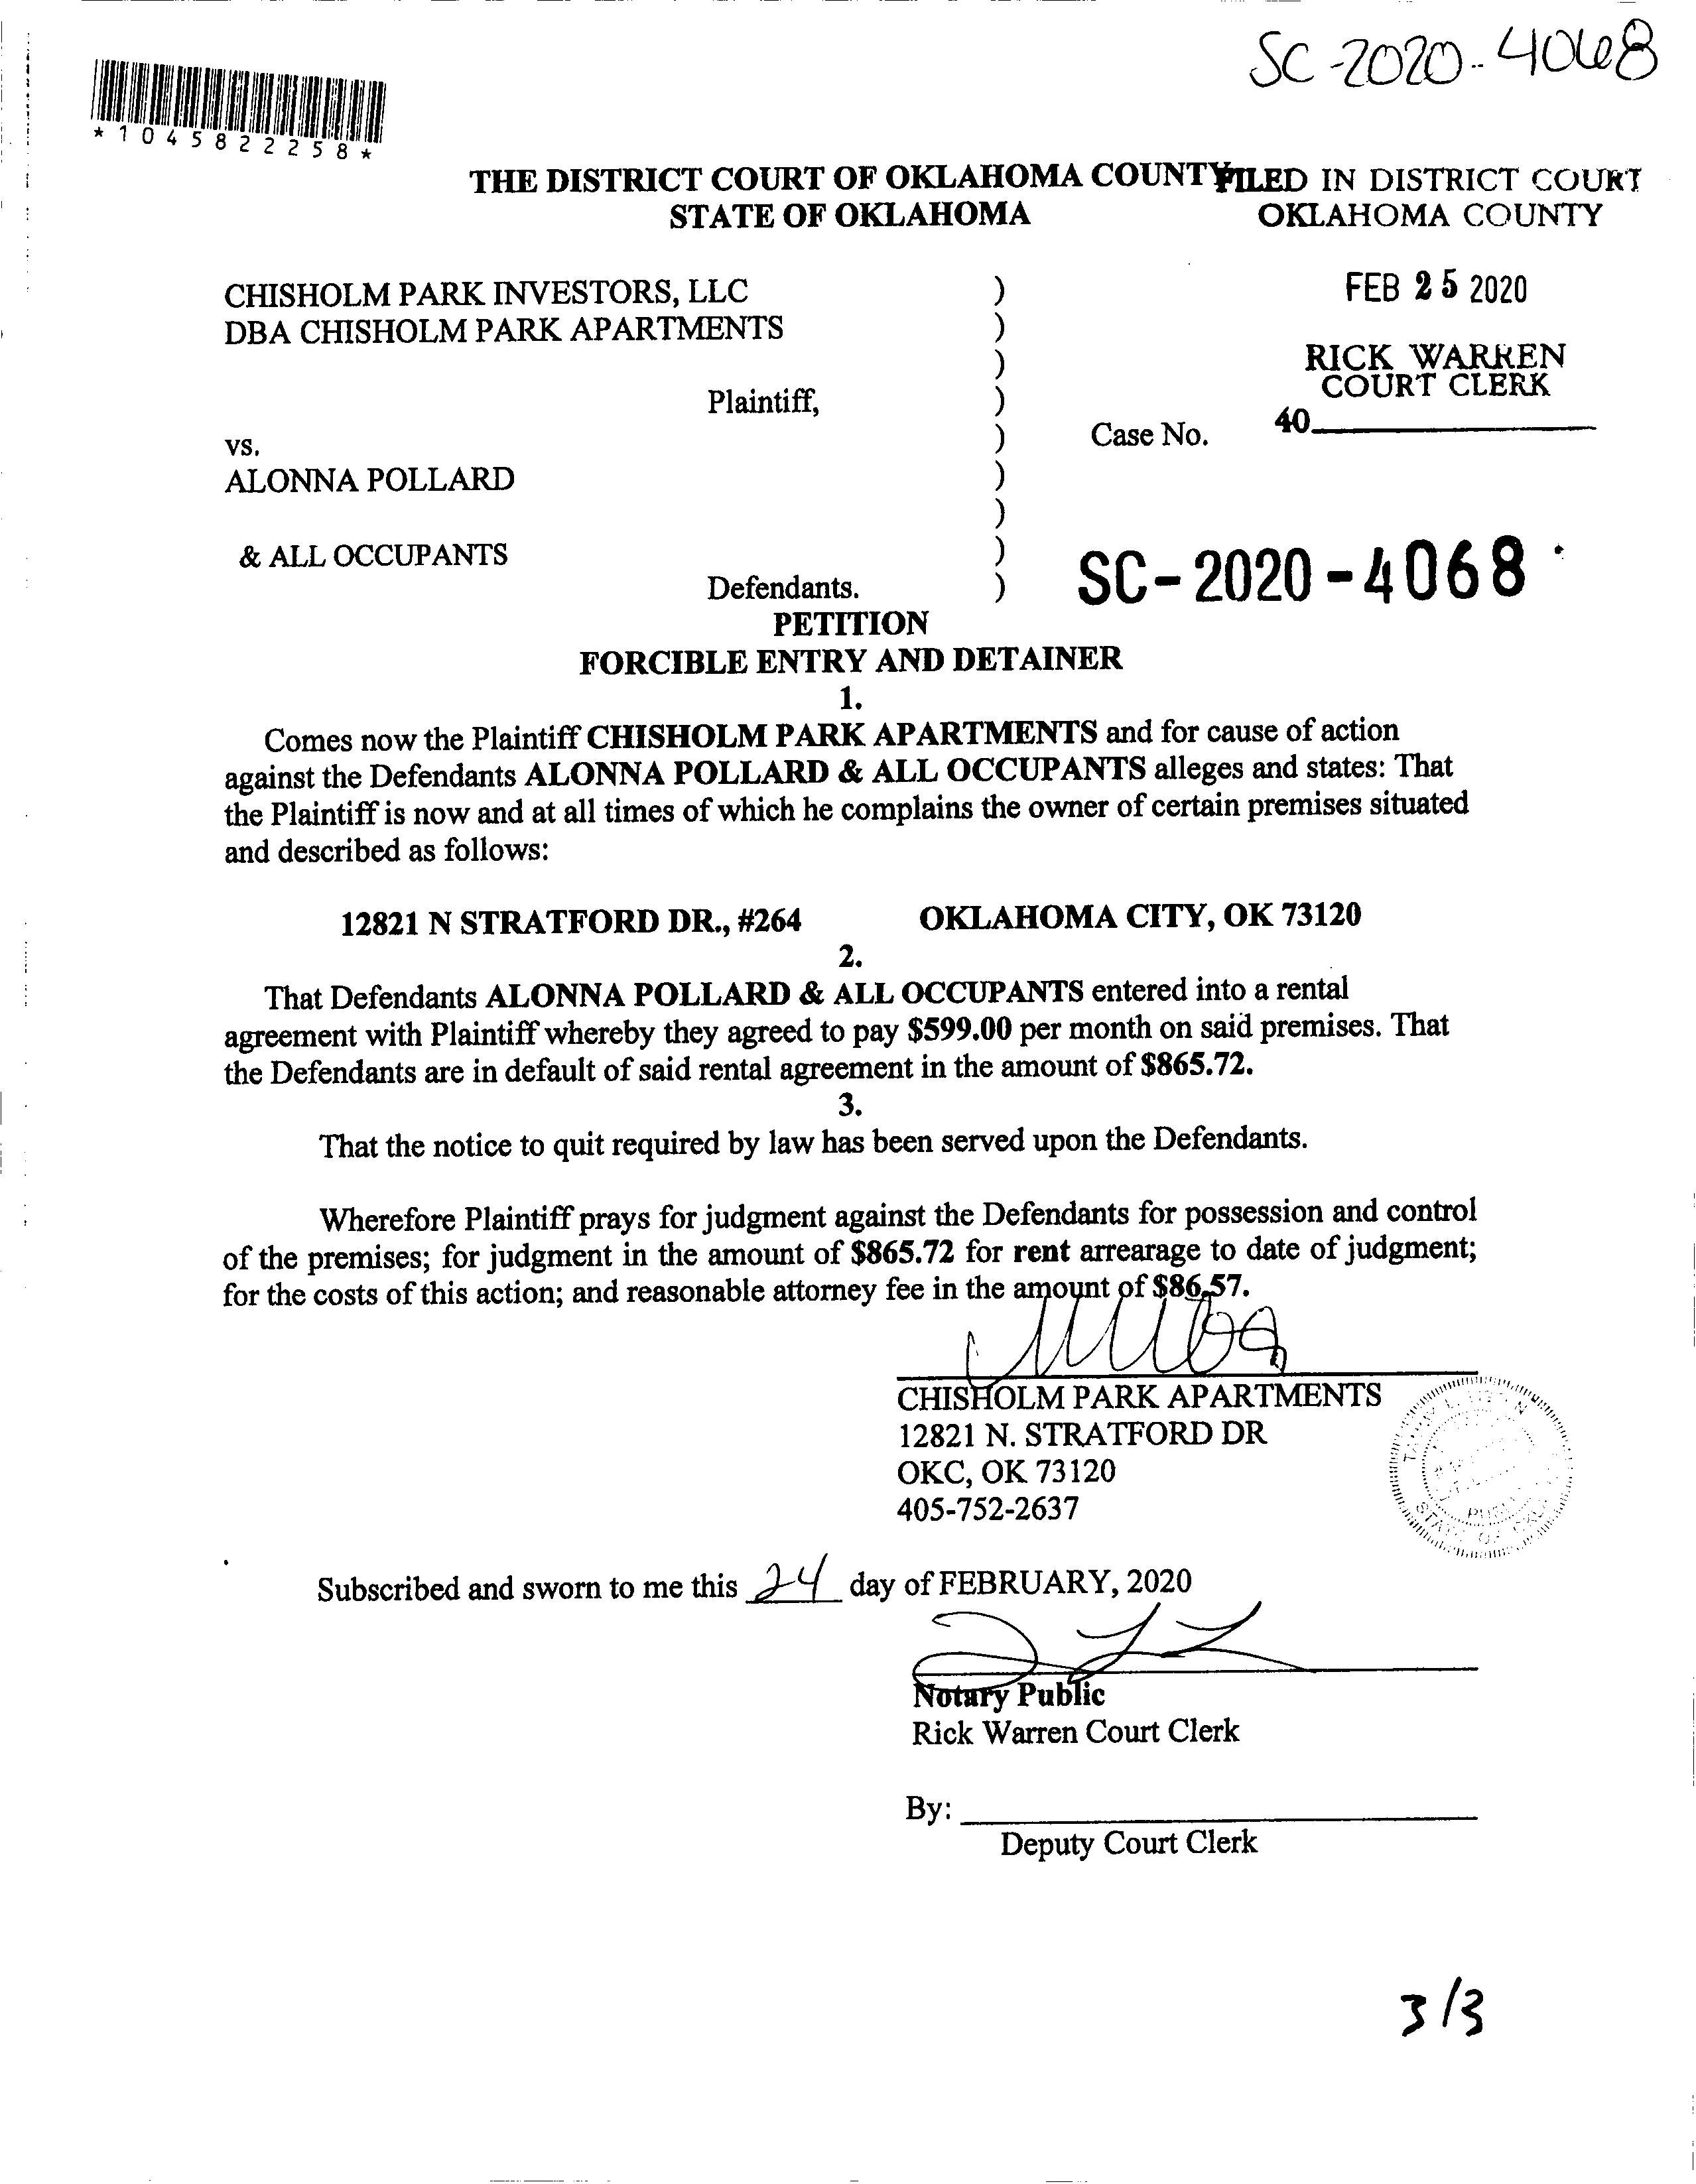 SC-2020-4068
*1045822258*
THE DISTRICT COURT OF OKLAHOMA COUNTY
STATE OF OKLAHOMA
FILED IN DISTRICT COURT
OKLAHOMA COUNTY
FEB 25 2020
RICK WARREN
COURT CLERK
40
CHISHOLM PARK INVESTORS, LLC )
DBA CHISHOLM PARK APARTMENTS )
)
Plaintiff, )
vs. ) Case No.
ALONNA POLLARD )
)
& ALL OCCUPANTS )
Defendants. )
SC-2020-4068
PETITION
FORCIBLE ENTRY AND DETAINER
1.
Comes now the Plaintiff CHISHOLM PARK APARTMENTS and for cause of action
against the Defendants ALONNA POLLARD & ALL OCCUPANTS alleges and states: That
the Plaintiff is now and at all times of which he complains the owner of certain premises situated
and described as follows:
12821 N STRATFORD DR., #264 OKLAHOMA CITY, OK 73120
2.
That Defendants ALONNA POLLARD & ALL OCCUPANTS entered into a rental
agreement with Plaintiff whereby they agreed to pay $599.00 per month on said premises. That
the Defendants are in default of said rental agreement in the amount of $865.72.
3.
That the notice to quit required by law has been served upon the Defendants.
Wherefore Plaintiff prays for judgment against the Defendants for possession and control
of the premises; for judgment in the amount of $865.72 for rent arrearage to date of judgment;
for the costs of this action; and reasonable attorney fee in the amount of $86.57.
CHISHOLM PARK APARTMENTS
12821 N. STRATFORD DR
OKC, OK 73120
405-752-2637
STATE OF
Subscribed and sworn to me this 24 day of FEBRUARY, 2020
Notary Public
Rick Warren Court Clerk
By:
Deputy Court Clerk
3/3